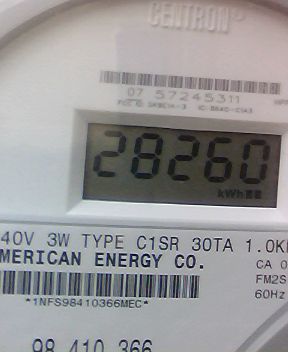 CENTRON
07 57245311
28260
kWh
40V 3W TYPE C1SR 30TA 1.0K
MERICAN ENERGY CO.
CA 0
FM2S
60Hz
*1NFS98410366MEC*
98 410 366